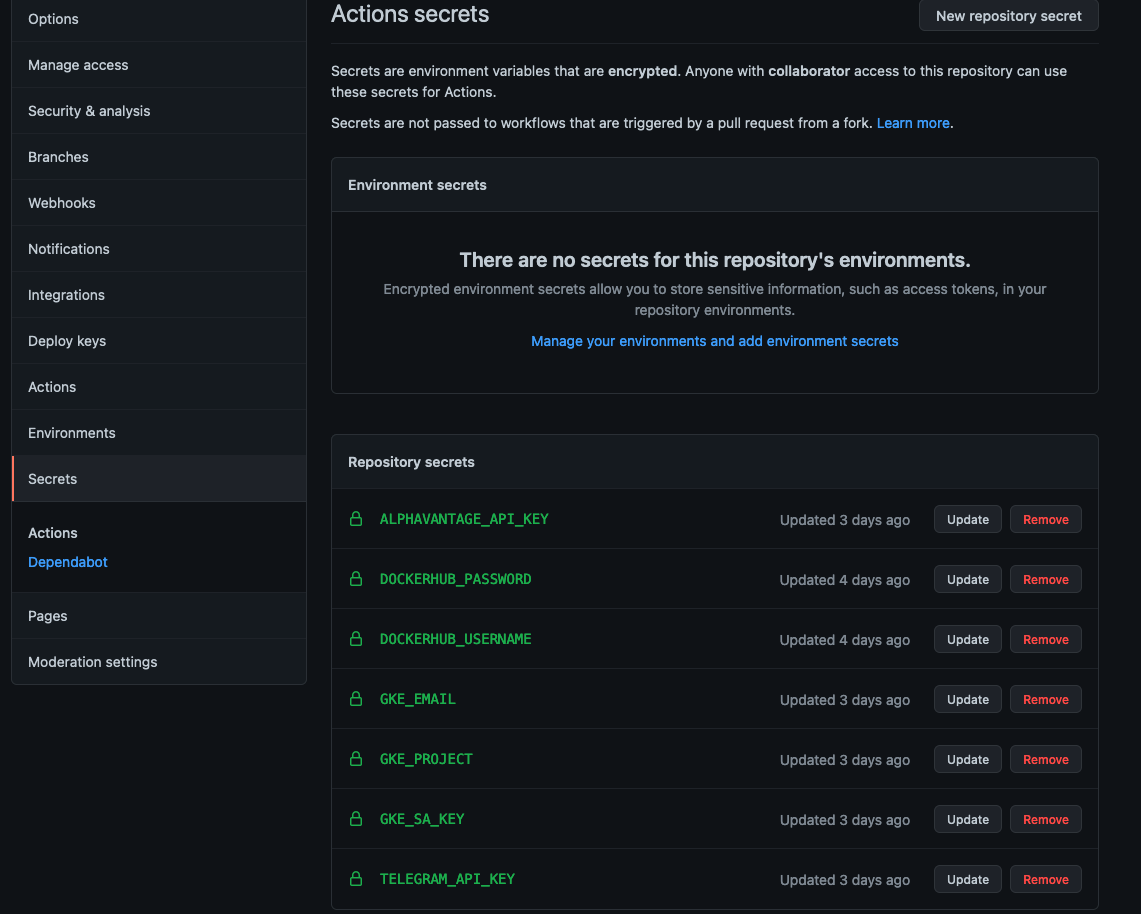 Options
Manage access
Security & analysis
Branches
Webhooks
Notifications
Integrations
Deploy keys
Actions
Environments
Secrets
Actions
Dependabot
Pages
Moderation settings
Actions secrets
New repository secret
Secrets are environment variables that are encrypted. Anyone with collaborator access to this repository can use
these secrets for Actions.
Secrets are not passed to workflows that are triggered by a pull request from a fork. Learn more.
Environment secrets
There are no secrets for this repository's environments.
Encrypted environment secrets allow you to store sensitive information, such as access tokens, in your
repository environments.
Manage your environments and add environment secrets
Repository secrets
ALPHAVANTAGE_API_KEY Updated 3 days ago Update Remove
DOCKERHUB_PASSWORD Updated 4 days ago Update Remove
DOCKERHUB_USERNAME Updated 4 days ago Update Remove
GKE_EMAIL Updated 3 days ago Update Remove
GKE_PROJECT Updated 3 days ago Update Remove
GKE_SA_KEY Updated 3 days ago Update Remove
TELEGRAM_API_KEY Updated 3 days ago Update Remove